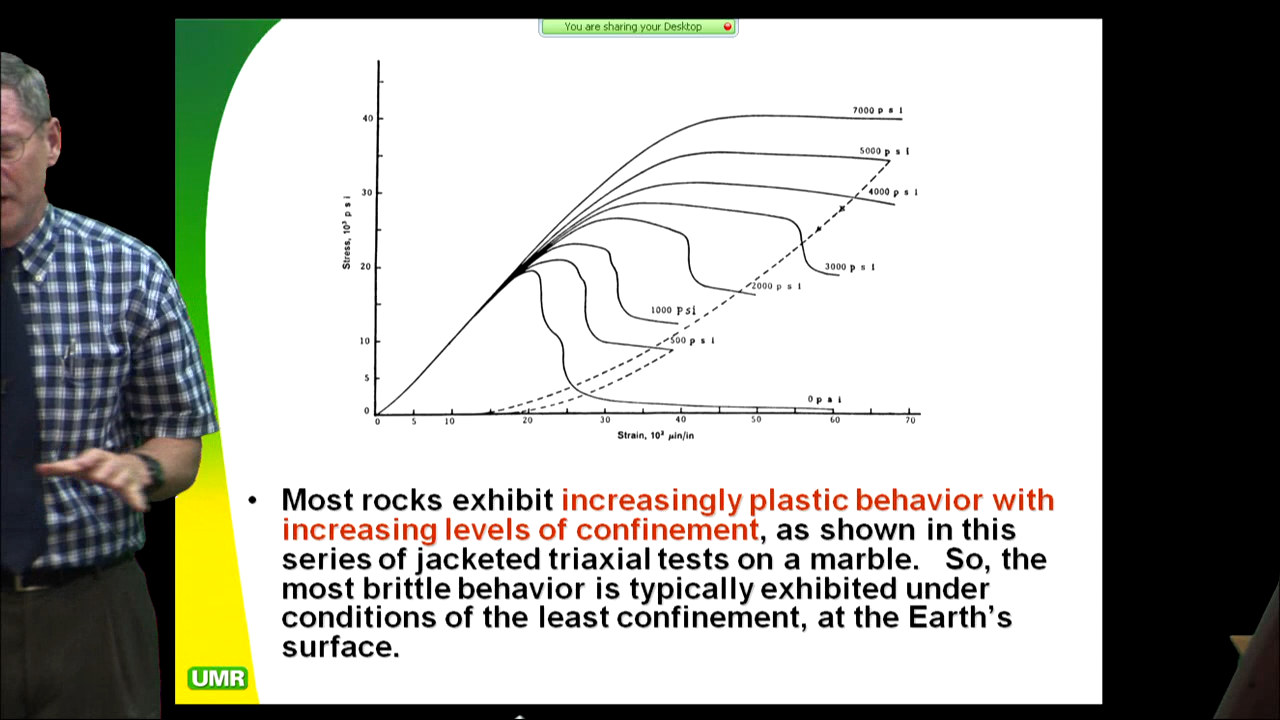 You are sharing your Desktop
7000 p s i
40
5000 p s i
4000 p s i
30
Stress, 10³ p s i
20
3000 p s i
2000 p s i
1000 Psi
10
500 p s i
5
0 p s i
0
0 5 10 20 30 40 50 60 70
Strain, 10³ µin/in
• Most rocks exhibit increasingly plastic behavior with
increasing levels of confinement, as shown in this
series of jacketed triaxial tests on a marble. So, the
most brittle behavior is typically exhibited under
conditions of the least confinement, at the Earth's
surface.
UMR